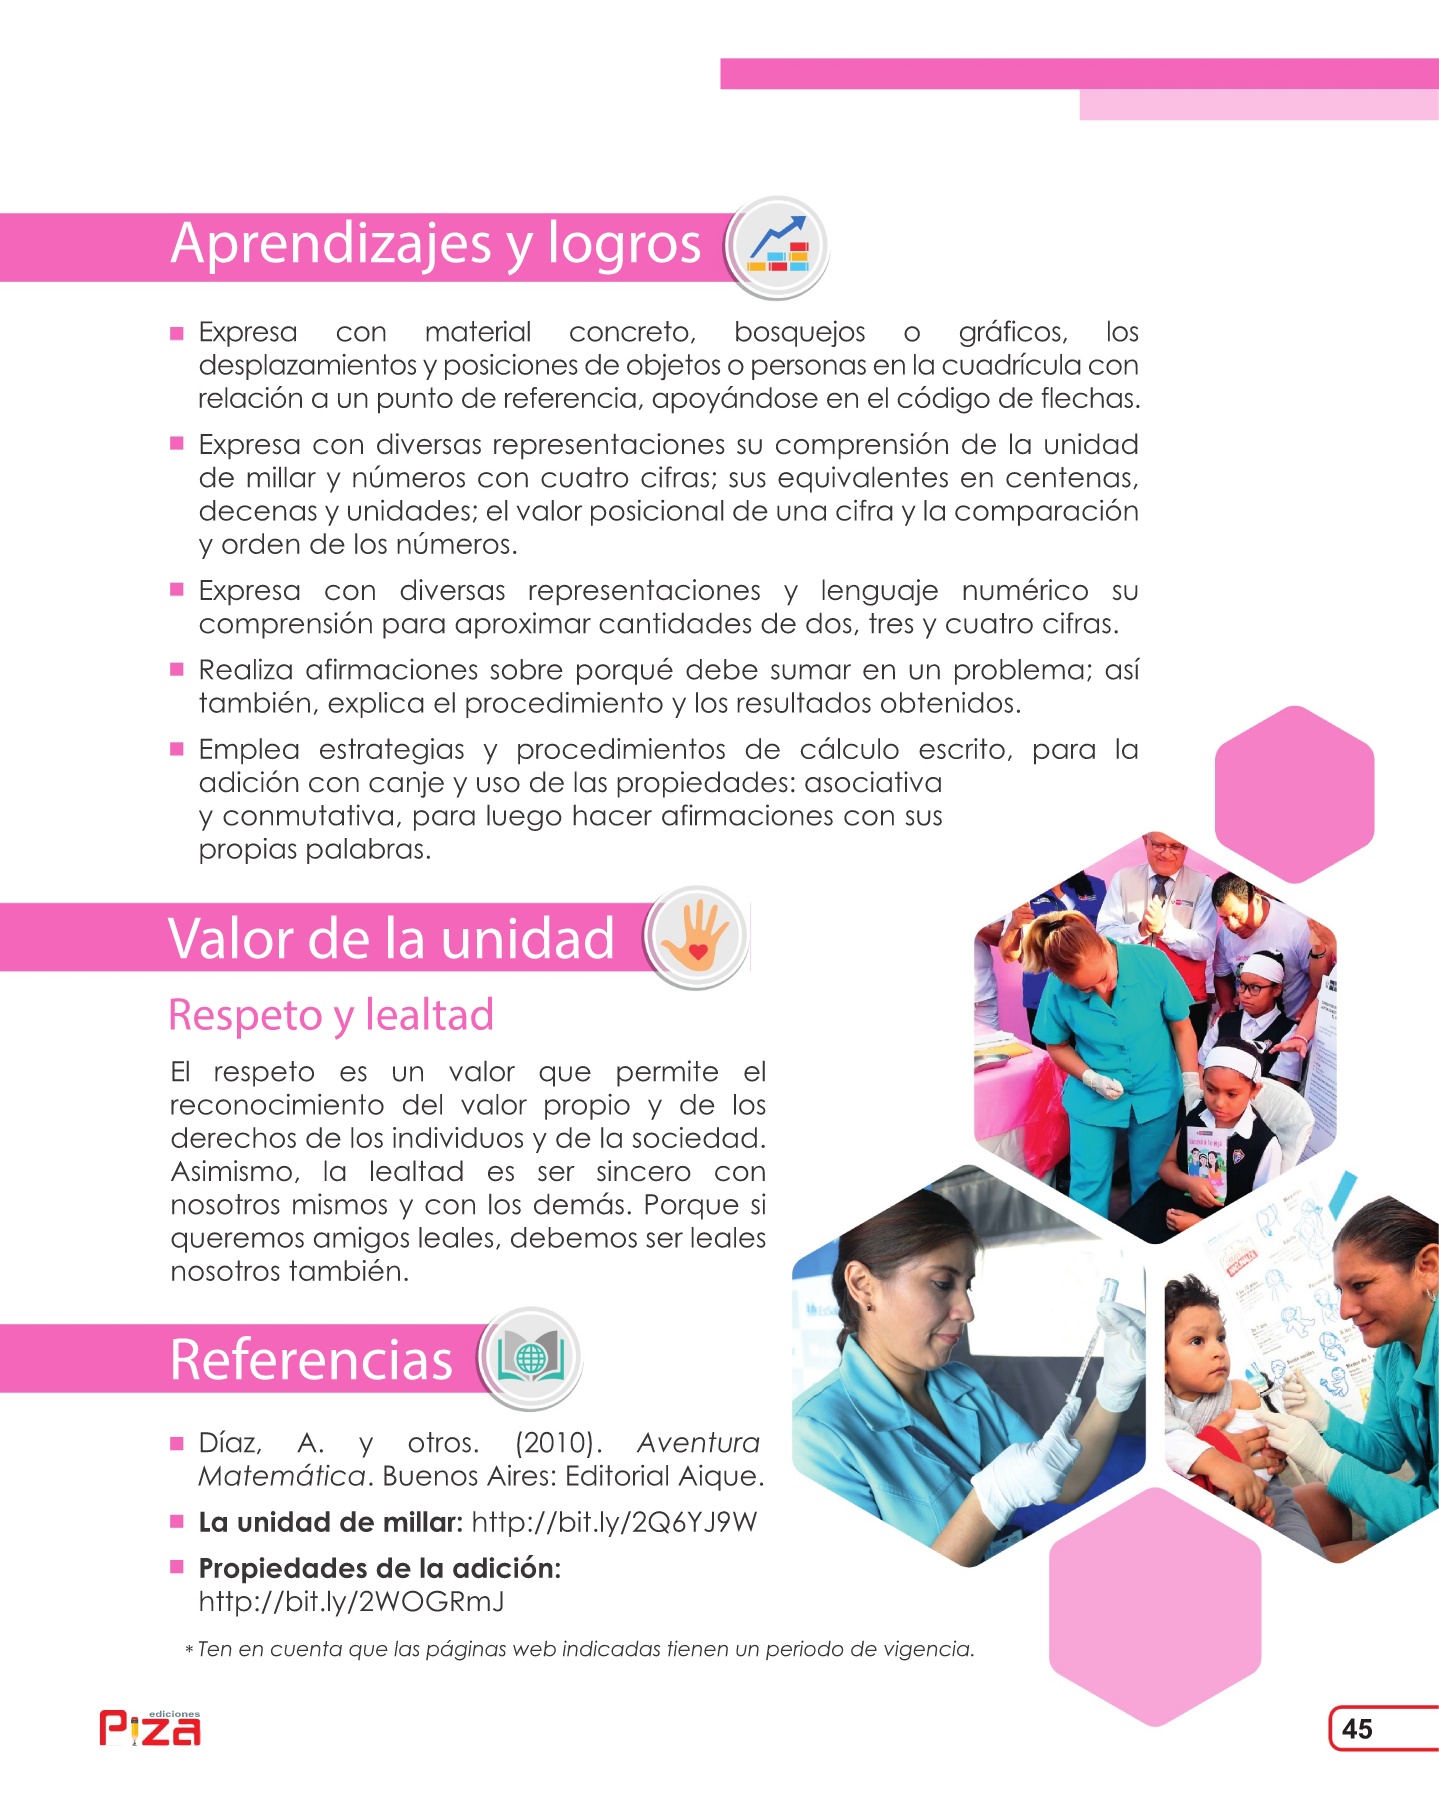 Aprendizajes y logros
Expresa con material concreto, bosquejos o gráficos, los
desplazamientos y posiciones de objetos o personas en la cuadrícula con
relación a un punto de referencia, apoyándose en el código de flechas.
Expresa con diversas representaciones su comprensión de la unidad
de millar y números con cuatro cifras; sus equivalentes en centenas,
decenas y unidades; el valor posicional de una cifra y la comparación
y orden de los números.
Expresa con diversas representaciones y lenguaje numérico su
comprensión para aproximar cantidades de dos, tres y cuatro cifras.
Realiza afirmaciones sobre porqué debe sumar en un problema; así
también, explica el procedimiento y los resultados obtenidos.
Emplea estrategias y procedimientos de cálculo escrito, para la
adición con canje y uso de las propiedades: asociativa
y conmutativa, para luego hacer afirmaciones con sus
propias palabras.
Valor de la unidad
Respeto y lealtad
El respeto es un valor que permite el
reconocimiento del valor propio y de los
derechos de los individuos y de la sociedad.
Asimismo, la lealtad es ser sincero con
nosotros mismos y con los demás. Porque si
queremos amigos leales, debemos ser leales
nosotros también.
Referencias
Díaz, A. y otros. (2010). Aventura
Matemática. Buenos Aires: Editorial Aique.
La unidad de millar: http://bit.ly/2Q6YJ9W
Propiedades de la adición:
http://bit.ly/2WOGRmJ
* Ten en cuenta que las páginas web indicadas tienen un periodo de vigencia.
ediciones
Piza
45